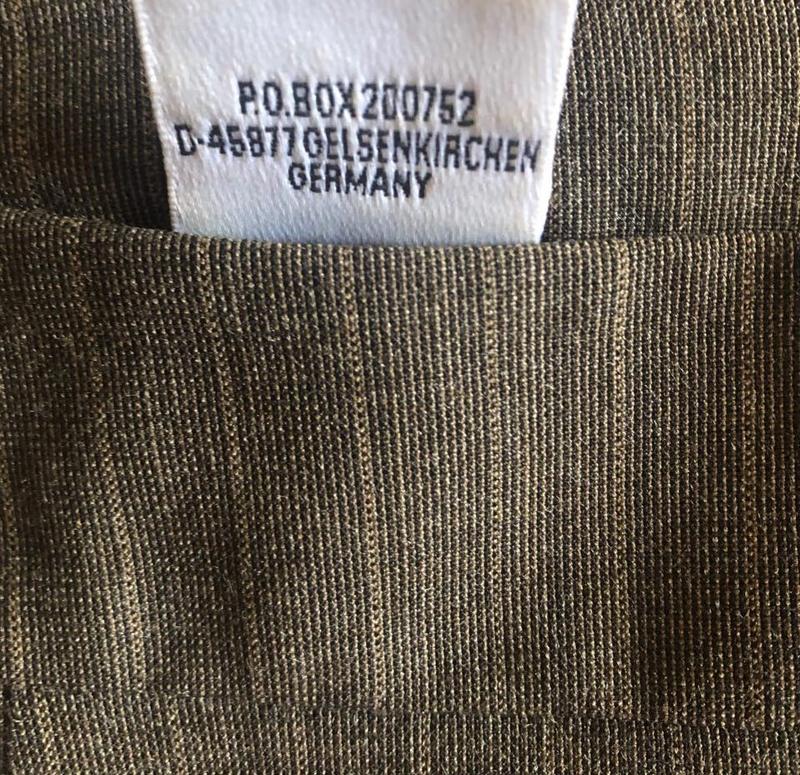 P.O.BOX 200752
D-45877 GELSENKIRCHEN
GERMANY